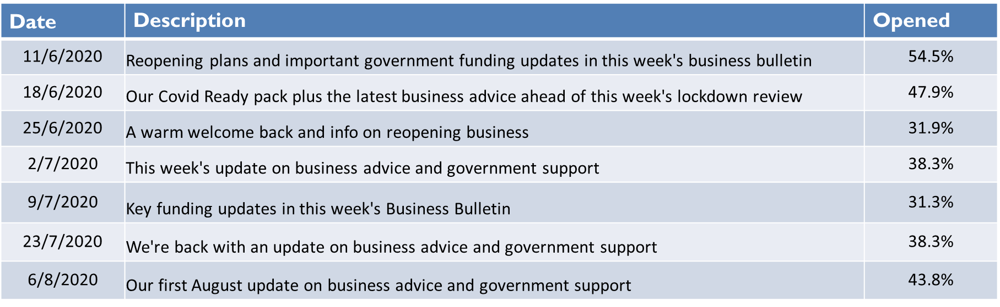 Date Description Opened
11/6/2020 Reopening plans and important government funding updates in this week's business bulletin 54.5%
18/6/2020 Our Covid Ready pack plus the latest business advice ahead of this week's lockdown review 47.9%
25/6/2020 A warm welcome back and info on reopening business 31.9%
2/7/2020 This week's update on business advice and government support 38.3%
9/7/2020 Key funding updates in this week's Business Bulletin 31.3%
23/7/2020 We're back with an update on business advice and government support 38.3%
6/8/2020 Our first August update on business advice and government support 43.8%